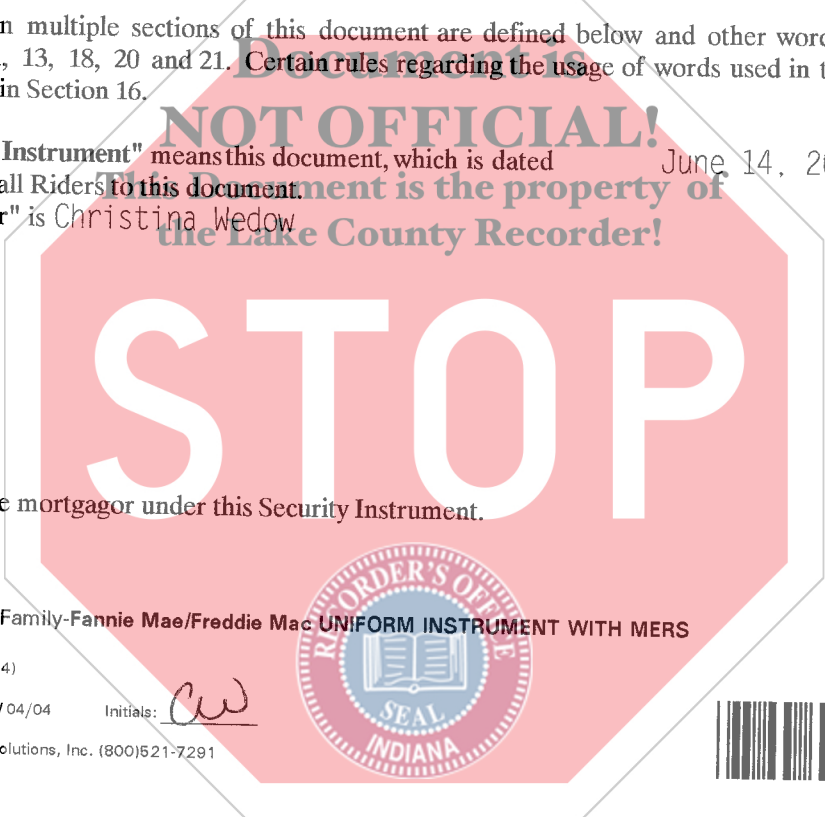 n multiple sections of this document are defined below and other word
, 13, 18, 20 and 21. Certain rules regarding the usage of words used in t
in Section 16.
Document is
NOT OFFICIAL!
This Document is the property of
the Lake County Recorder!
Instrument" means this document, which is dated June 14, 20
all Riders to this document.
r" is Christina Wedow
STOP
e mortgagor under this Security Instrument.
RECORDER'S OFFICE
SEAL
INDIANA
Family-Fannie Mae/Freddie Mac UNIFORM INSTRUMENT WITH MERS
4)
/04/04 Initials: CW
olutions, Inc. (800)521-7291